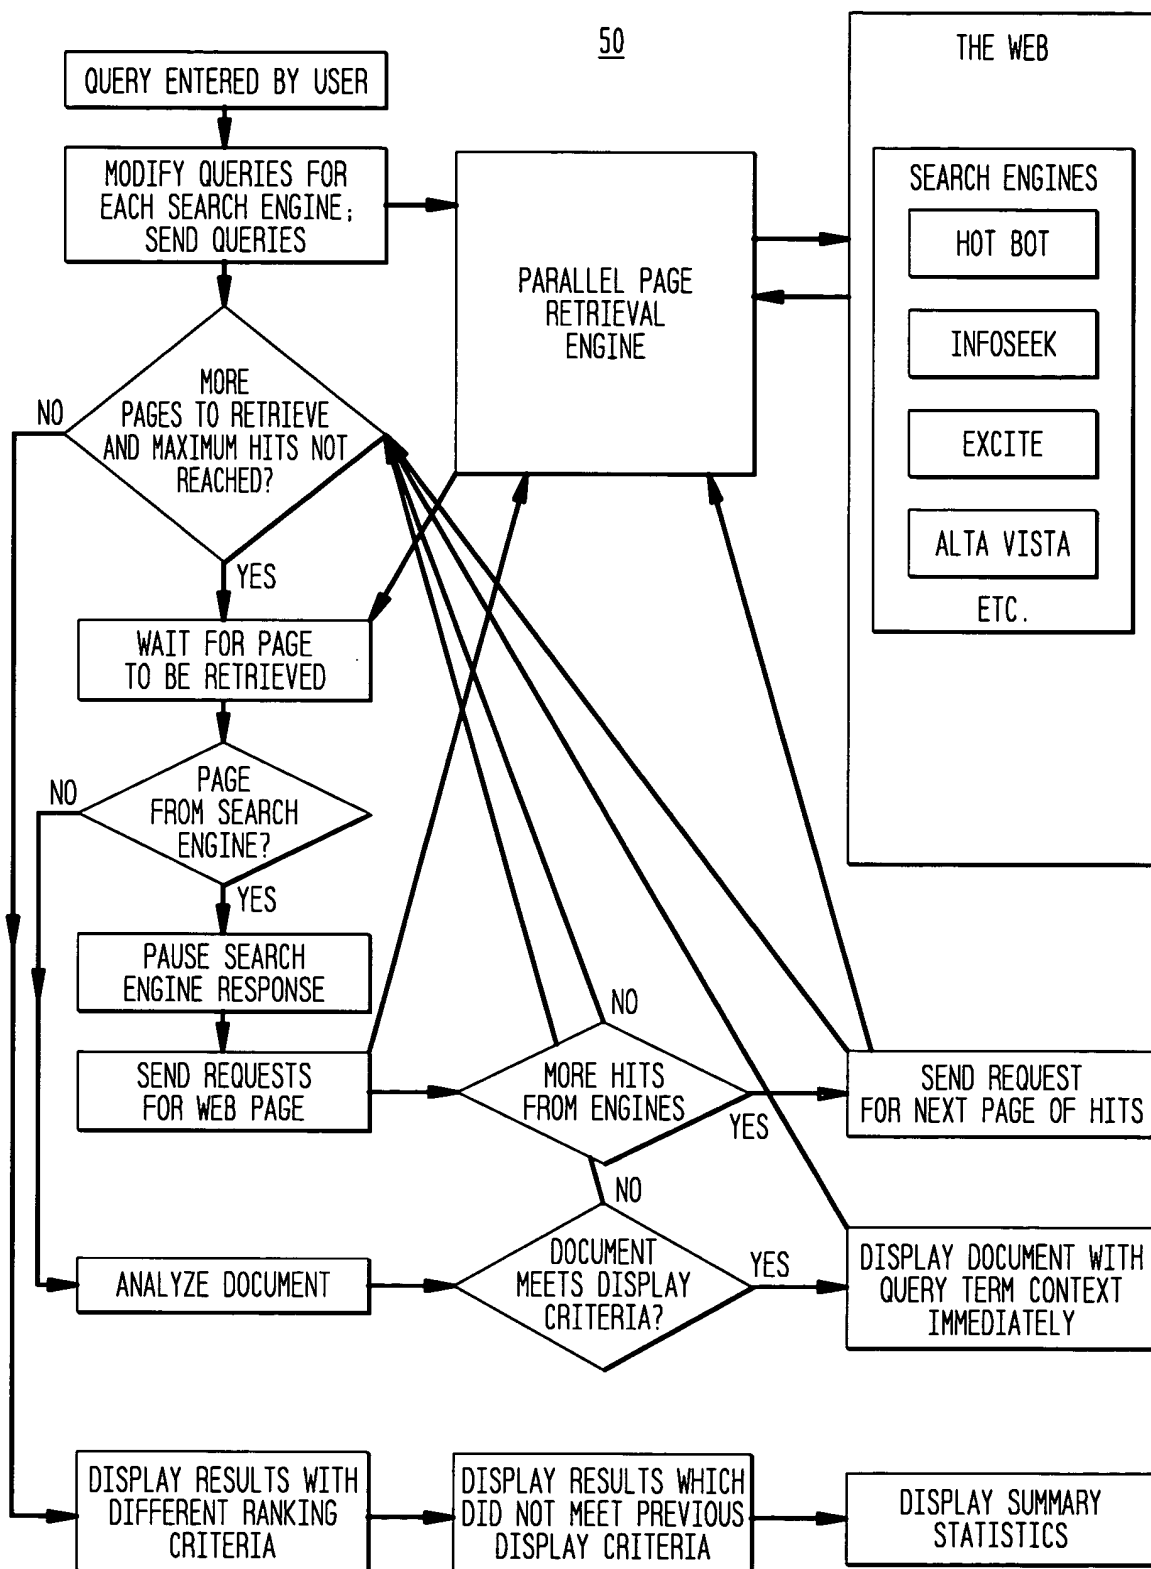 50
QUERY ENTERED BY USER
MODIFY QUERIES FOR
EACH SEARCH ENGINE;
SEND QUERIES
PARALLEL PAGE
RETRIEVAL
ENGINE
THE WEB
SEARCH ENGINES
HOT BOT
INFOSEEK
EXCITE
ALTA VISTA
ETC.
MORE
PAGES TO RETRIEVE
AND MAXIMUM HITS NOT
REACHED?
NO
YES
WAIT FOR PAGE
TO BE RETRIEVED
PAGE
FROM SEARCH
ENGINE?
NO
YES
PAUSE SEARCH
ENGINE RESPONSE
SEND REQUESTS
FOR WEB PAGE
NO
MORE HITS
FROM ENGINES
YES
SEND REQUEST
FOR NEXT PAGE OF HITS
ANALYZE DOCUMENT
NO
DOCUMENT
MEETS DISPLAY
CRITERIA?
YES
DISPLAY DOCUMENT WITH
QUERY TERM CONTEXT
IMMEDIATELY
DISPLAY RESULTS WITH
DIFFERENT RANKING
CRITERIA
DISPLAY RESULTS WHICH
DID NOT MEET PREVIOUS
DISPLAY CRITERIA
DISPLAY SUMMARY
STATISTICS